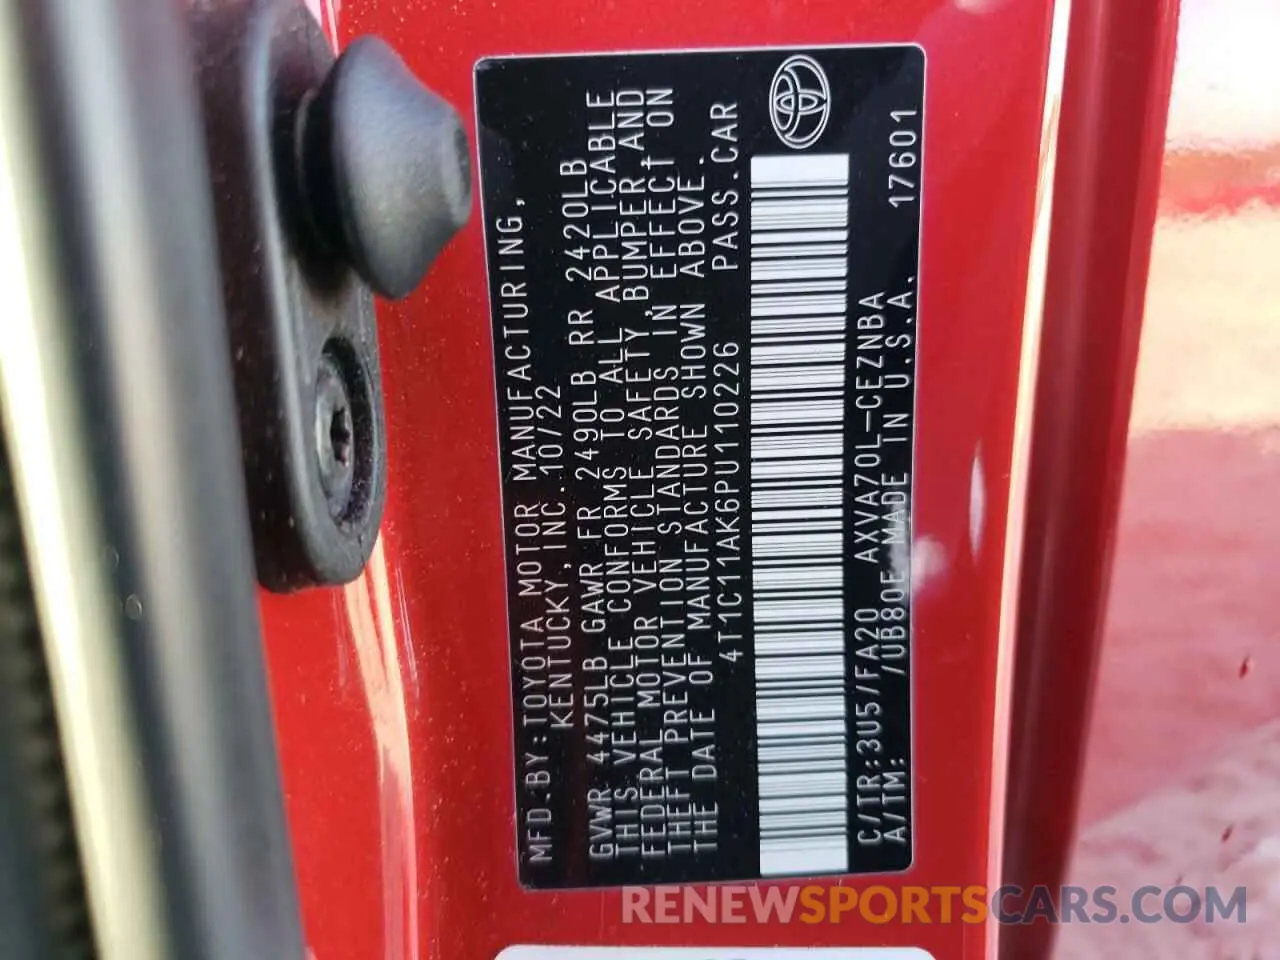 MFD. BY: TOYOTA MOTOR MANUFACTURING,
KENTUCKY, INC. 10/22
GVWR 4475LB GAWR FR 2490LB RR 2420LB
THIS VEHICLE CONFORMS TO ALL APPLICABLE
FEDERAL MOTOR VEHICLE SAFETY, BUMPER, AND
THEFT PREVENTION STANDARDS IN EFFECT ON
THE DATE OF MANUFACTURE SHOWN ABOVE.
4T1C11AK6PU110226 PASS. CAR
C/TR: 3U5/FA20 AXVA70L-CEZNBA
A/TM: /UB80E MADE IN U.S.A. 17601
RENEWSPORTSCARS.COM